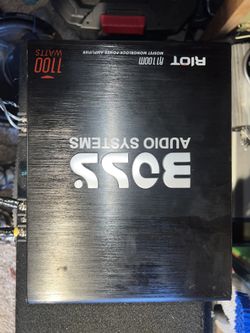 BOSS
AUDIO SYSTEMS
RIOT
R1100M
MOSFET MONOBLOCK POWER AMPLIFIER
1100
WATTS